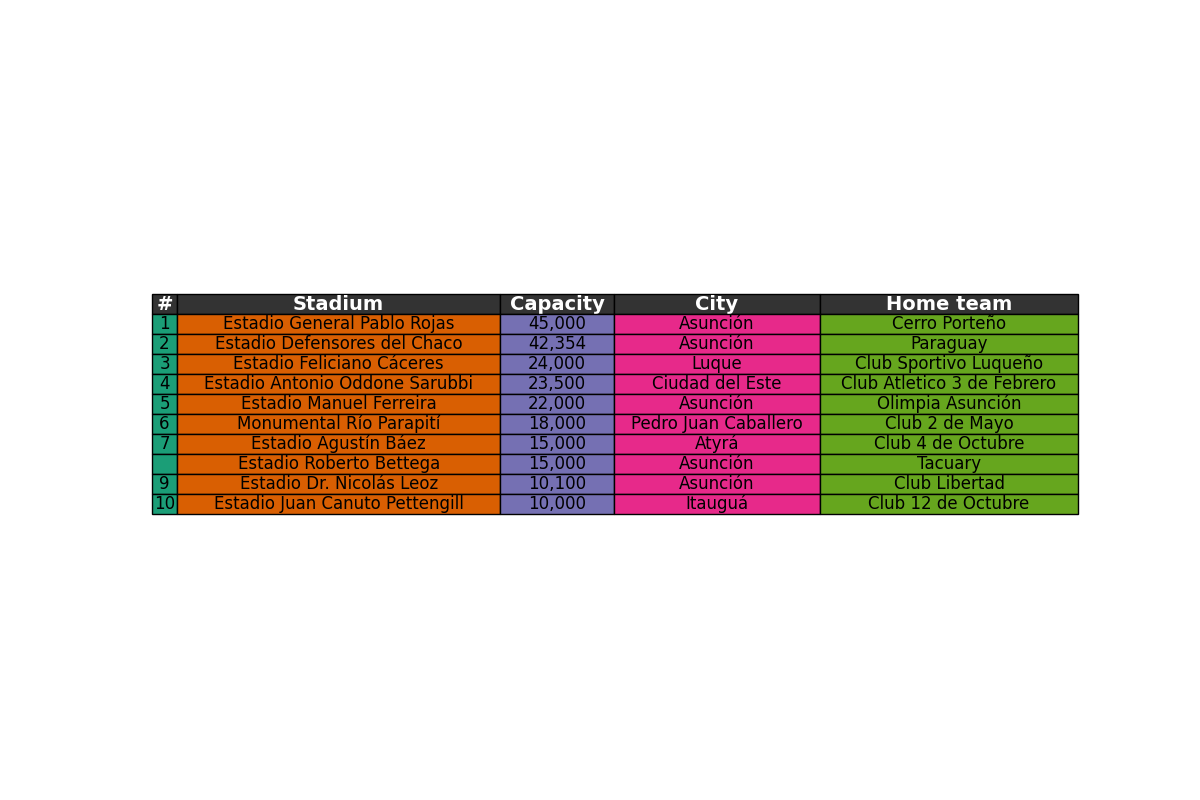 # Stadium Capacity City Home team
1 Estadio General Pablo Rojas 45,000 Asunción Cerro Porteño
2 Estadio Defensores del Chaco 42,354 Asunción Paraguay
3 Estadio Feliciano Cáceres 24,000 Luque Club Sportivo Luqueño
4 Estadio Antonio Oddone Sarubbi 23,500 Ciudad del Este Club Atletico 3 de Febrero
5 Estadio Manuel Ferreira 22,000 Asunción Olimpia Asunción
6 Monumental Río Parapití 18,000 Pedro Juan Caballero Club 2 de Mayo
7 Estadio Agustín Báez 15,000 Atyrá Club 4 de Octubre
Estadio Roberto Bettega 15,000 Asunción Tacuary
9 Estadio Dr. Nicolás Leoz 10,100 Asunción Club Libertad
10 Estadio Juan Canuto Pettengill 10,000 Itauguá Club 12 de Octubre